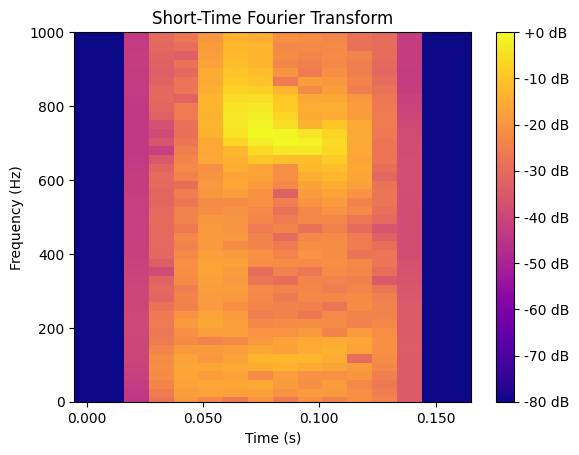 Short-Time Fourier Transform
1000
800
600
400
200
0
Frequency (Hz)
0.000
0.050
0.100
0.150
Time (s)
+0 dB
-10 dB
-20 dB
-30 dB
-40 dB
-50 dB
-60 dB
-70 dB
-80 dB